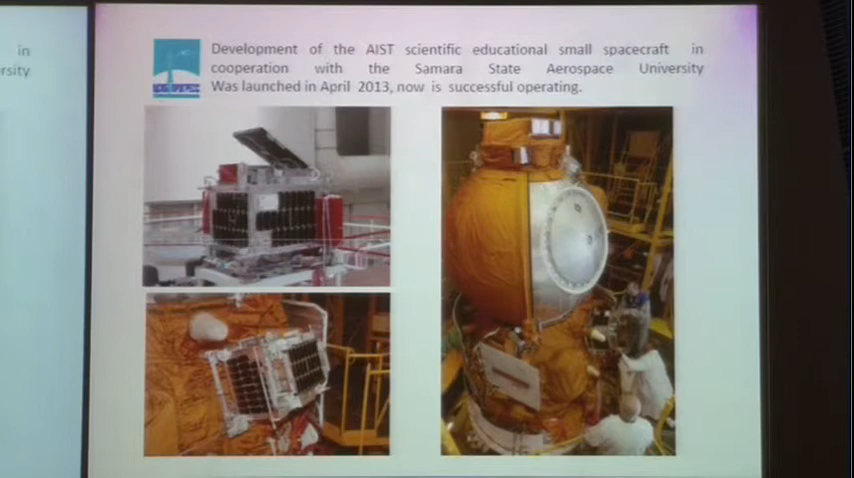 in
rsity
Development of the AIST scientific educational small spacecraft in
cooperation with the Samara State Aerospace University
Was launched in April 2013, now is successful operating.